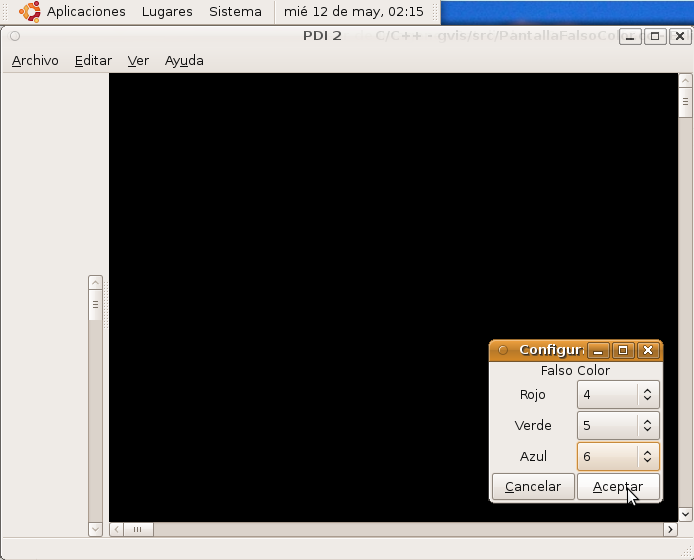 Aplicaciones Lugares Sistema mié 12 de may, 02:15
PDI 2 C/C++ - gvis/src/PantallaFalsoColor
Archivo Editar Ver Ayuda
Configur
Falso Color
Rojo 4
Verde 5
Azul 6
Cancelar Aceptar